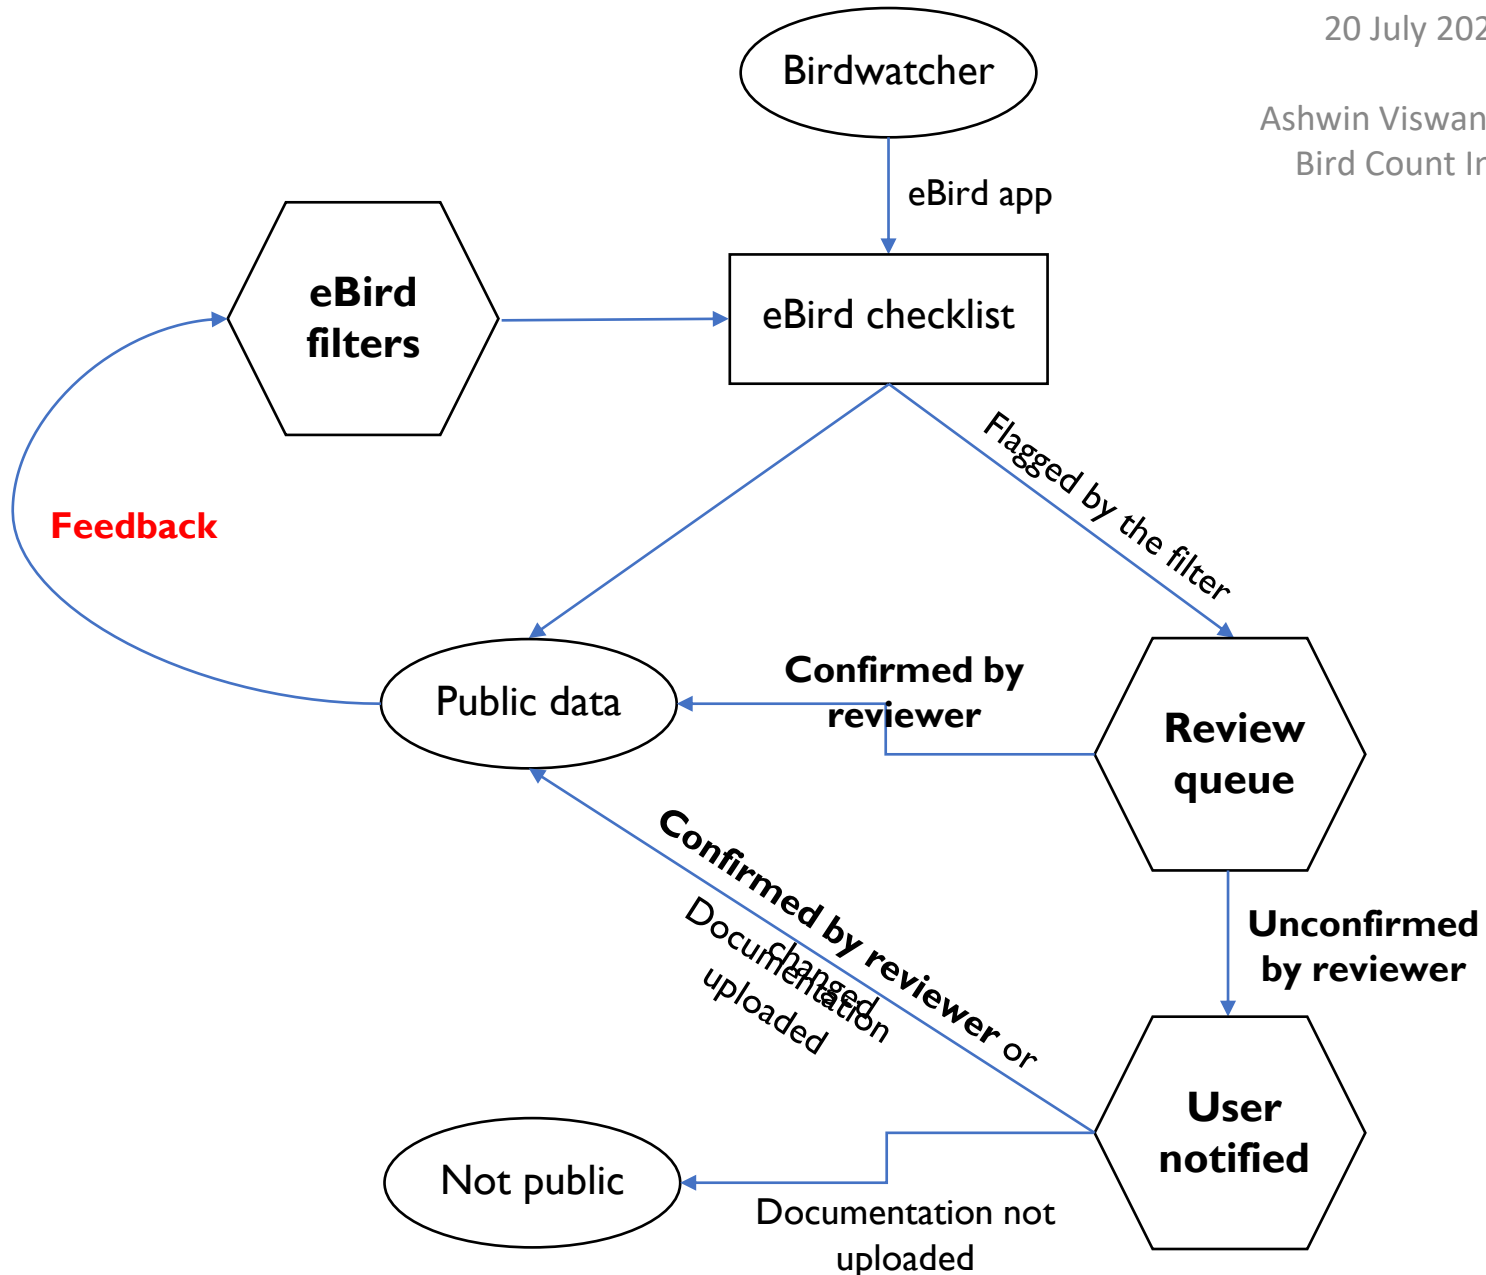 20 July 202
Birdwatcher
Ashwin Viswan
Bird Count In
eBird app
eBird
filters
eBird checklist
Flagged by the filter
Feedback
Confirmed by
reviewer
Public data
Review
queue
Confirmed by reviewer or
changed
Documentation
uploaded
Unconfirmed
by reviewer
User
notified
Not public
Documentation not
uploaded